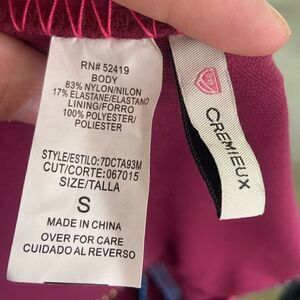 RN# 52419
BODY
83% NYLON/NILON
17% ELASTANE/ELASTANO
LINING/FORRO
100% POLYESTER/
POLIESTER
STYLE/ESTILO:7DCTA93M
CUT/CORTE:067015
SIZE/TALLA
S
MADE IN CHINA
OVER FOR CARE
CUIDADO AL REVERSO
CREMIEUX